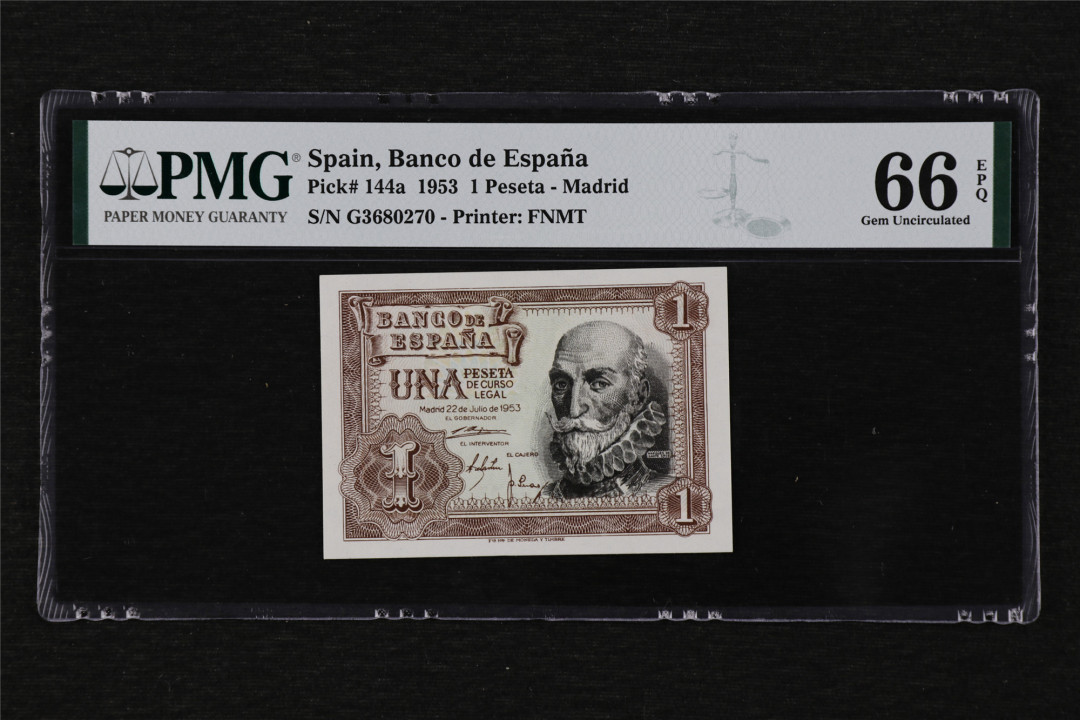 PMG®
PAPER MONEY GUARANTY
Spain, Banco de España
Pick# 144a 1953 1 Peseta - Madrid
S/N G3680270 - Printer: FNMT
66
EPQ
Gem Uncirculated
BANCO DE
ESPAÑA
1
UNA PESETA
DE CURSO
LEGAL
Madrid 22 de Julio de 1953
EL GOBERNADOR
EL INTERVENTOR
EL CAJERO
1
1